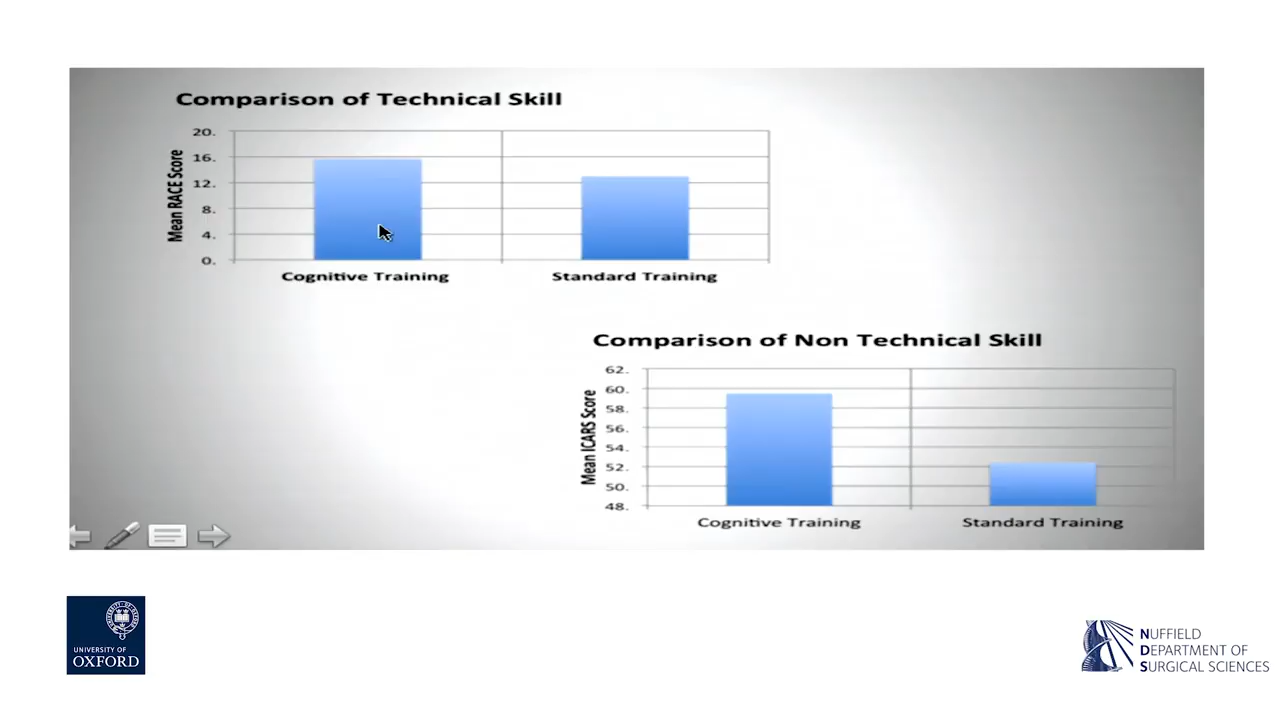 Comparison of Technical Skill
Mean RACE Score
20.
16.
12.
8.
4.
0.
Cognitive Training
Standard Training
Comparison of Non Technical Skill
Mean ICARS Score
62.
60.
58.
56.
54.
52.
50.
48.
Cognitive Training
Standard Training
UNIVERSITY OF
OXFORD
NUFFIELD
DEPARTMENT OF
SURGICAL SCIENCES